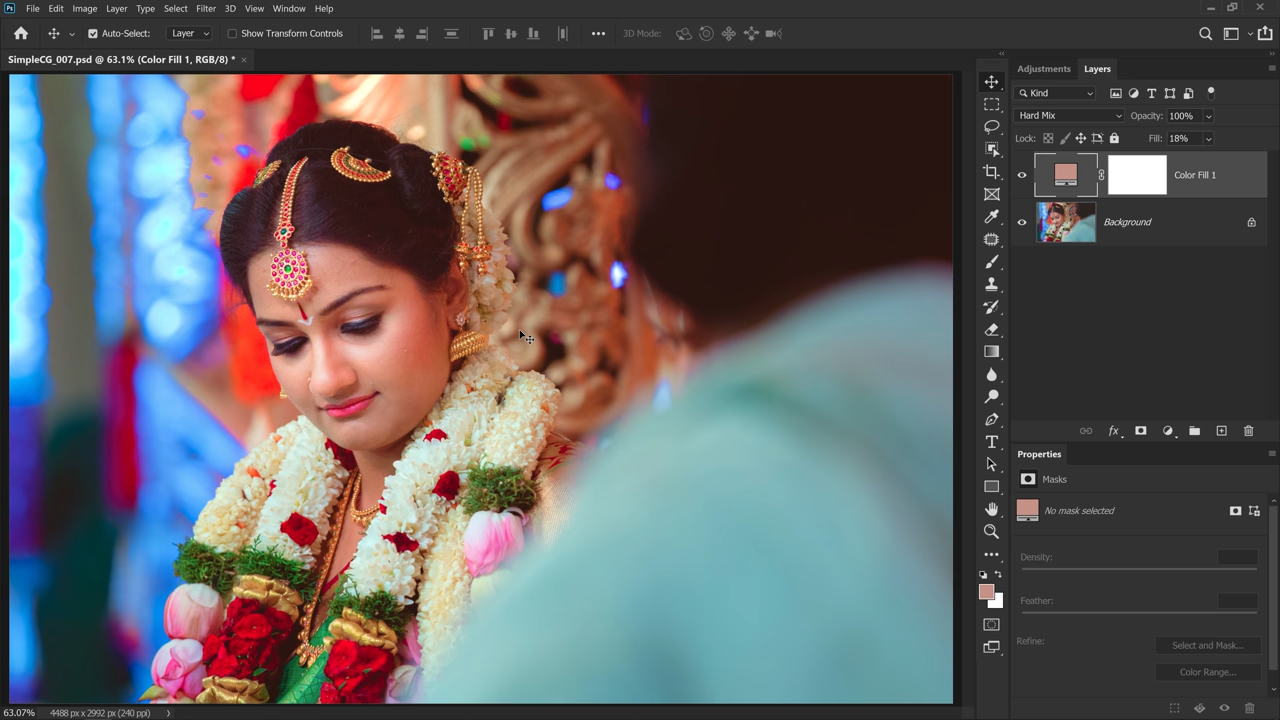 Ps File Edit Image Layer Type Select Filter 3D View Window Help
Auto-Select: Layer Show Transform Controls 3D Mode:
SimpleCG_007.psd @ 63.1% (Color Fill 1, RGB/8) *
Adjustments Layers
Kind
Hard Mix Opacity: 100%
Lock: Fill: 18%
Color Fill 1
Background
fx
Properties
Masks
No mask selected
Density:
Feather:
Refine: Select and Mask...
Color Range...
63.07% 4488 px x 2992 px (240 ppi)